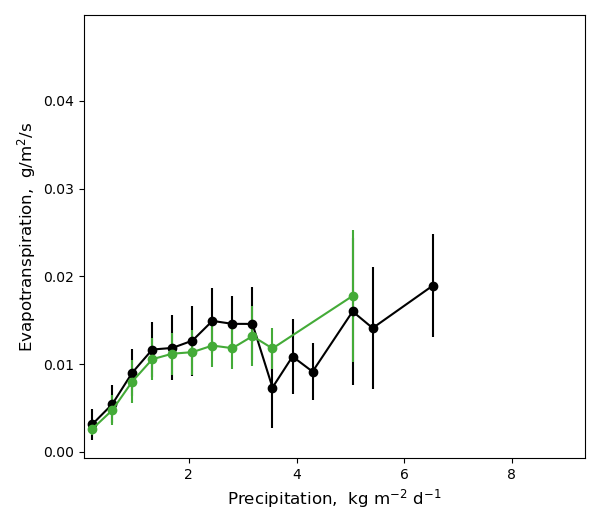 0.04
0.03
0.02
0.01
0.00
2 4 6 8
Evapotranspiration, g/m²/s
Precipitation, kg m⁻² d⁻¹